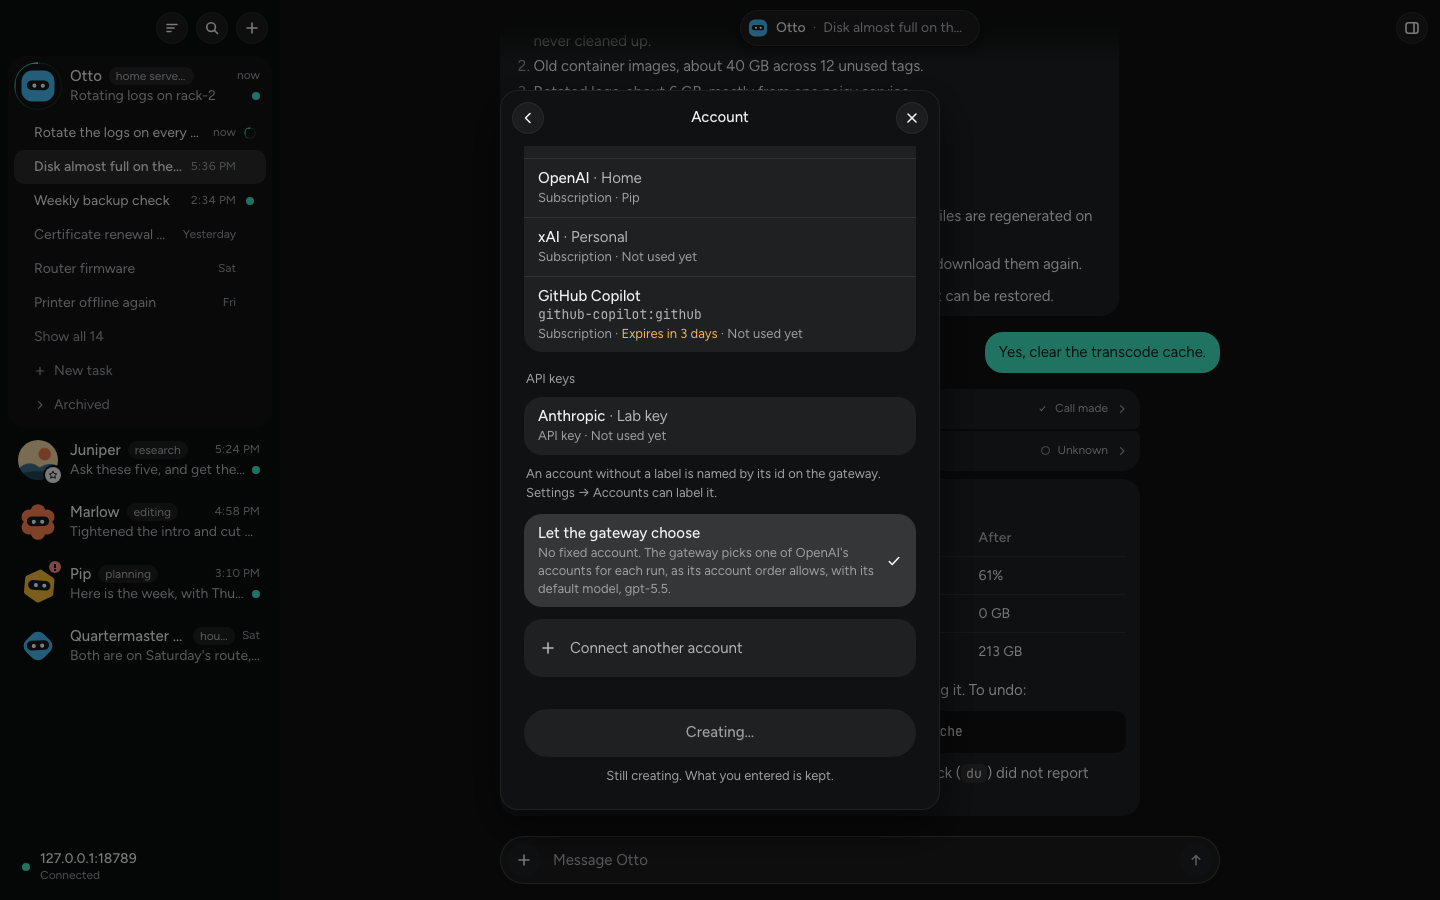 Otto home serve... now
Rotating logs on rack-2
Rotate the logs on every ... now
Disk almost full on the... 5:36 PM
Weekly backup check 2:34 PM
Certificate renewal ... Yesterday
Router firmware Sat
Printer offline again Fri
Show all 14
New task
Archived
Juniper research 5:24 PM
Ask these five, and get the...
Marlow editing 4:58 PM
Tightened the intro and cut ...
Pip planning 3:10 PM
Here is the week, with Thu...
Quartermaster ... hou... Sat
Both are on Saturday's route,...
127.0.0.1:18789
Connected
Otto · Disk almost full on th...
never cleaned up.
2. Old container images, about 40 GB across 12 unused tags.
3. Rotated logs, about 6 GB, mostly from one noisy service.
Account
OpenAI · Home
Subscription · Pip
xAI · Personal
Subscription · Not used yet
GitHub Copilot
github-copilot:github
Subscription · Expires in 3 days · Not used yet
API keys
Anthropic · Lab key
API key · Not used yet
An account without a label is named by its id on the gateway.
Settings → Accounts can label it.
Let the gateway choose
No fixed account. The gateway picks one of OpenAI's
accounts for each run, as its account order allows, with its
default model, gpt-5.5.
Connect another account
Creating...
Still creating. What you entered is kept.
are regenerated on
download them again.
can be restored.
Yes, clear the transcode cache.
Call made
Unknown
After
61%
0 GB
213 GB
it. To undo:
(du) did not report
Message Otto